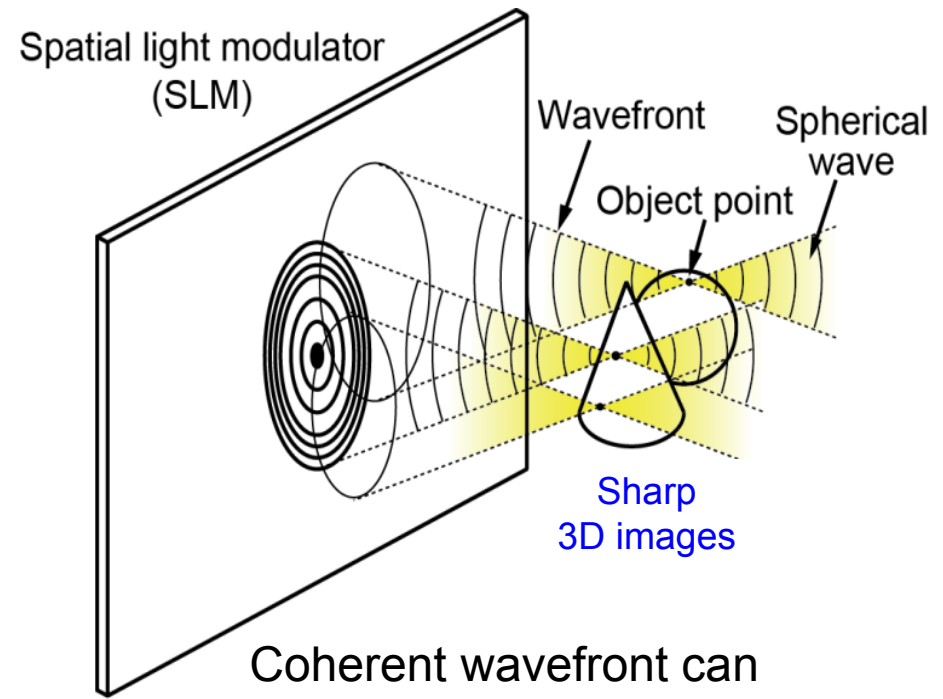 Spatial light modulator
(SLM)
Wavefront
Spherical
wave
Object point
Sharp
3D images
Coherent wavefront can